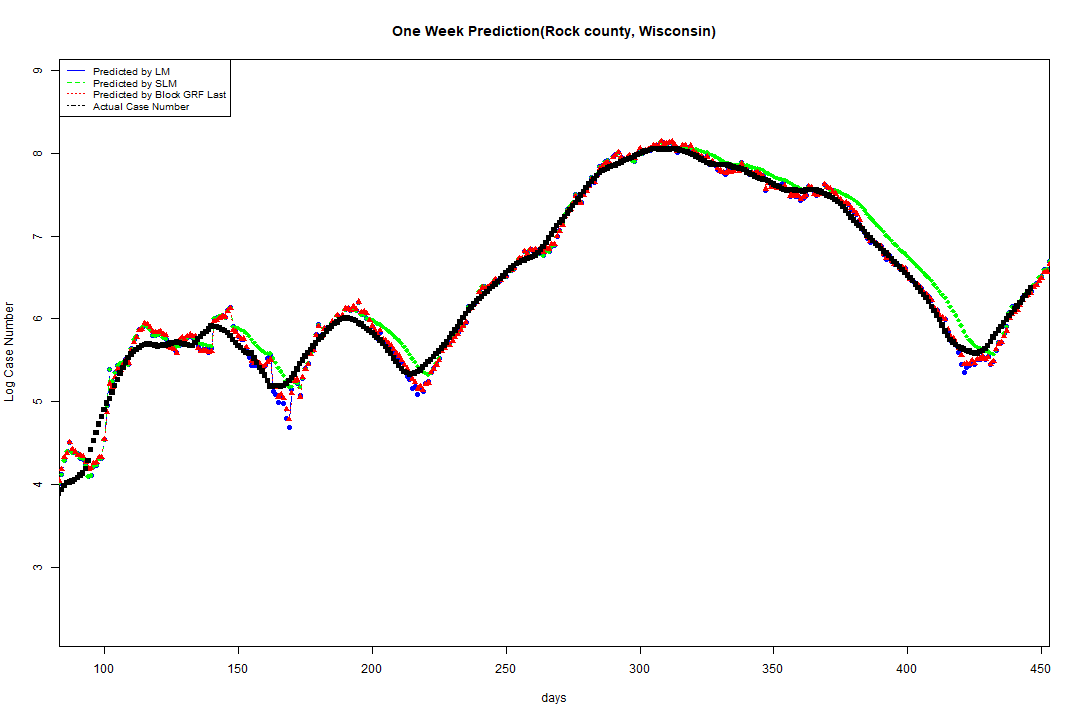 One Week Prediction(Rock county, Wisconsin)
Predicted by LM
Predicted by SLM
Predicted by Block GRF Last
Actual Case Number
9
8
7
6
5
4
3
Log Case Number
100 150 200 250 300 350 400 450
days